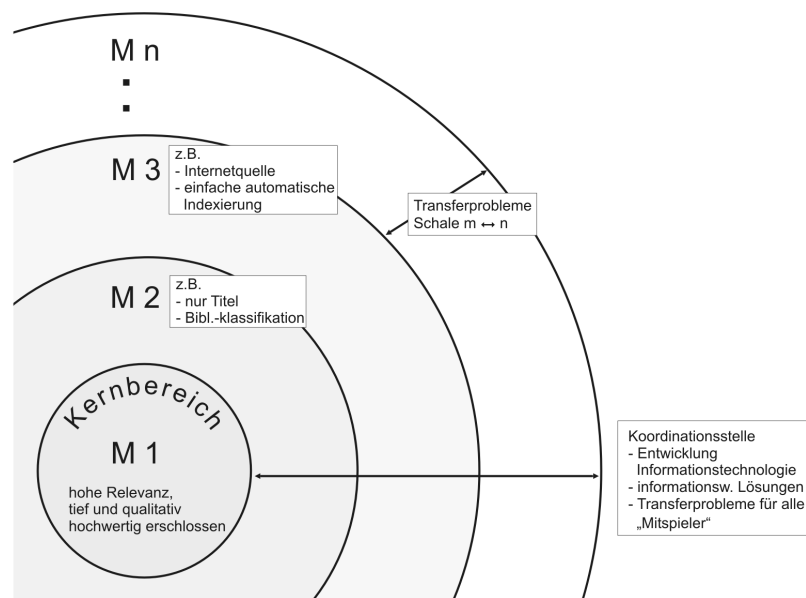 M n
M 3
z.B.
- Internetquelle
- einfache automatische
Indexierung
Transferprobleme
Schale m ↔ n
M 2
z.B.
- nur Titel
- Bibl.-klassifikation
Kernbereich
M 1
hohe Relevanz,
tief und qualitativ
hochwertig erschlossen
Koordinationsstelle
- Entwicklung
Informationstechnologie
- informationsw. Lösungen
- Transferprobleme für alle
„Mitspieler“